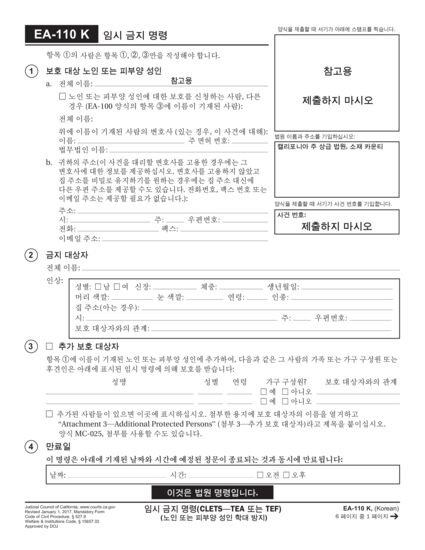 EA-110 K 임시 금지 명령
양식을 제출할 때 서기가 아래에 스탬프를 찍습니다.
참고용
제출하지 마시오
법원 이름과 주소를 기입하십시오:
캘리포니아 주 상급 법원, 소재 카운티
양식을 제출할 때 서기가 사건 번호를 기입합니다.
사건 번호:
제출하지 마시오
항목 ①의 사람은 항목 ①, ②, ③만을 작성해야 합니다.
1 보호 대상 노인 또는 피부양 성인
a. 전체 이름: 참고용
☐ 노인 또는 피부양 성인에 대한 보호를 신청하는 사람, 다른
경우 (EA-100 양식의 항목 ③에 이름이 기재된 사람):
전체 이름:
위에 이름이 기재된 사람의 변호사 (있는 경우, 이 사건에 대해):
이름: 주 면허 번호:
법무법인 이름:
b. 귀하의 주소(이 사건을 대리할 변호사를 고용한 경우에는 그
변호사에 대한 정보를 제공하십시오. 변호사를 고용하지 않았고
집 주소를 비밀로 유지하기를 원하는 경우에는 집 주소 대신에
다른 우편 주소를 제공할 수도 있습니다. 전화번호, 팩스 번호 또는
이메일 주소는 제공할 필요가 없습니다.):
주소:
시: 주: 우편번호:
전화: 팩스:
이메일 주소:
2 금지 대상자
전체 이름:
인상:
성별: ☐ 남 ☐ 여 신장: 체중: 생년월일:
머리 색깔: 눈 색깔: 연령: 인종:
집 주소(아는 경우):
시: 주: 우편번호:
보호 대상자와의 관계:
3 ☐ 추가 보호 대상자
항목 ①에 이름이 기재된 노인 또는 피부양 성인에 추가하여, 다음과 같은 그 사람의 가족 또는 가구 구성원 또는
후견인은 아래에 표시된 임시 명령에 의해 보호를 받습니다:
성명 성별 연령 가구 구성원? 보호 대상자와의 관계
☐ 예 ☐ 아니오
☐ 예 ☐ 아니오
☐ 추가된 사람들이 있으면 이곳에 표시하십시오. 첨부한 용지에 보호 대상자의 이름을 열거하고
“Attachment 3—Additional Protected Persons” (첨부 3—추가 보호 대상자)라고 제목을 붙이십시오.
양식 MC-025, 첨부를 사용할 수도 있습니다.
4 만료일
이 명령은 아래에 기재된 날짜와 시간에 예정된 청문이 종료되는 것과 동시에 만료됩니다:
날짜: 시간: ☐ 오전 ☐ 오후
이것은 법원 명령입니다.
Judicial Council of California, www.courts.ca.gov
Revised January 1, 2017, Mandatory Form
Code of Civil Procedure, § 527.9
Welfare & Institutions Code, § 15657.03
Approved by DOJ
임시 금지 명령(CLETS—TEA 또는 TEF)
(노인 또는 피부양 성인 학대 방지)
EA-110 K, (Korean)
6 페이지 중 1 페이지 →